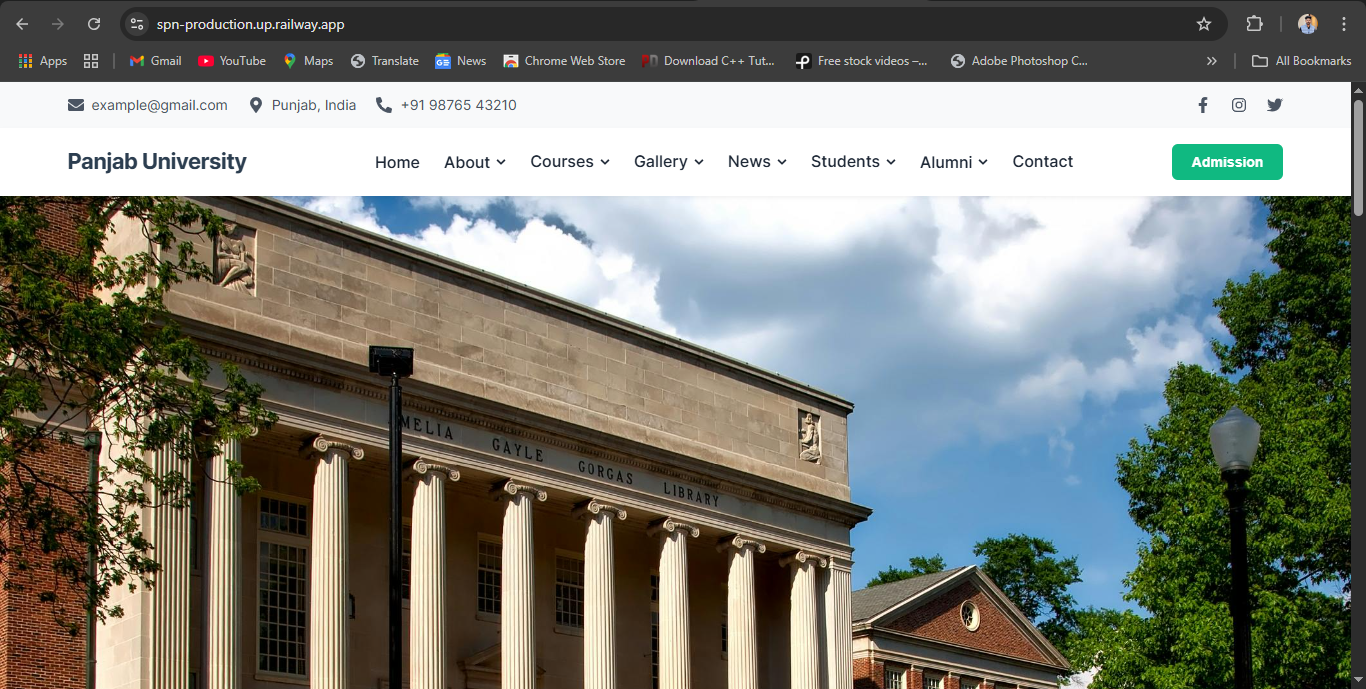 spn-production.up.railway.app
Apps Gmail YouTube Maps Translate News Chrome Web Store Download C++ Tut... Free stock videos –... Adobe Photoshop C... » All Bookmarks
example@gmail.com Punjab, India +91 98765 43210
Panjab University Home About Courses Gallery News Students Alumni Contact Admission
MELIA GAYLE GORGAS LIBRARY